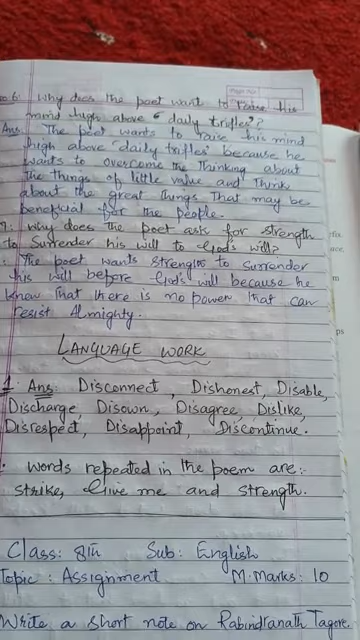 o 6: Why does the poet want to raise his
mind high above daily trifles?
Ans: The poet wants to raise his mind
high above 'daily trifles' because he
wants to overcome the thinking about
the things of little value and think
about the great things that may be
beneficial for the people.
7: Why does the poet ask for strength
to surrender his will to God's will?
: The poet wants strengths to surrender
his will before God's will because he
knew that there is no power that can
resist Almighty.
LANGUAGE WORK
1. Ans: Disconnect, Dishonest, Disable,
Discharge, Disown, Disagree, Dislike,
Disrespect, Disappoint, Discontinue.
. words repeated in the poem are:-
strike, Give me and strength.
Class: Sub: English
Topic: Assignment M.Marks: 10
Write a short note on Rabindranath Tagore.